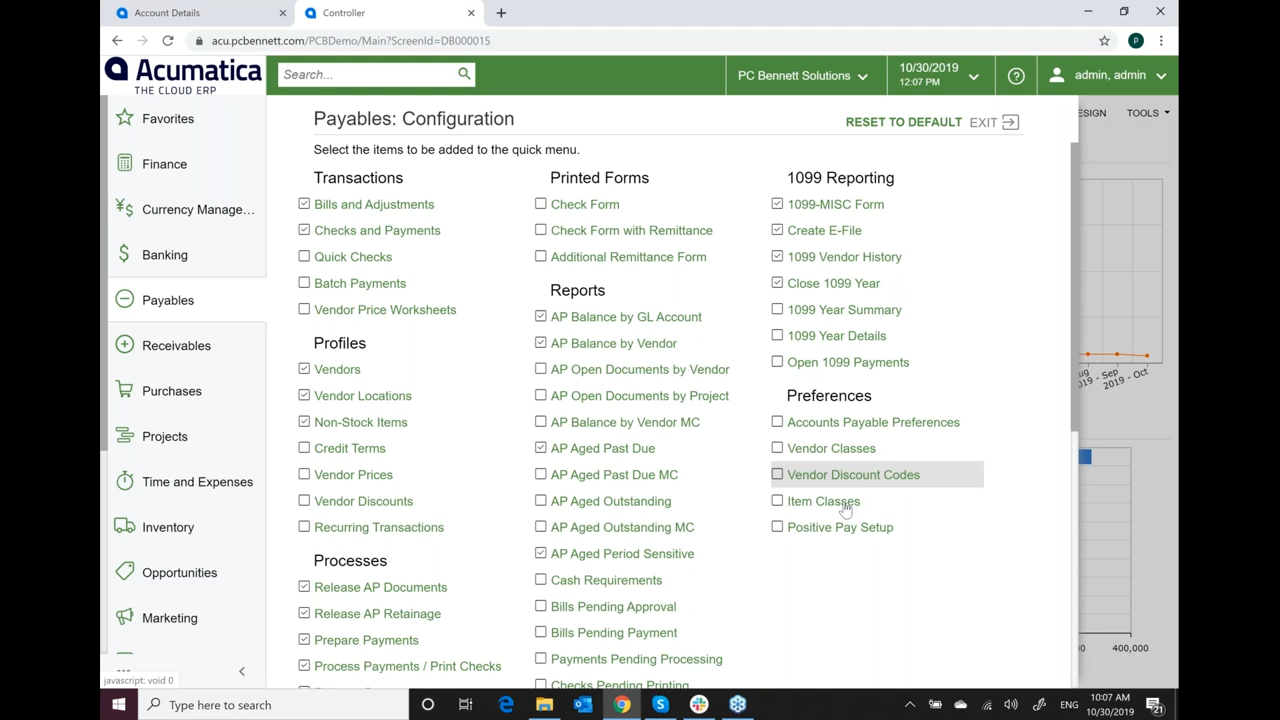 Account Details
Controller
acu.pcbennett.com/PCBDemo/Main?ScreenId=DB000015
Acumatica
THE CLOUD ERP
Search...
PC Bennett Solutions
10/30/2019
12:07 PM
admin, admin
Favorites
Finance
Currency Manage...
Banking
Payables
Receivables
Purchases
Projects
Time and Expenses
Inventory
Opportunities
Marketing
javascript: void 0
Payables: Configuration
RESET TO DEFAULT
EXIT
Select the items to be added to the quick menu.
Transactions
Bills and Adjustments
Checks and Payments
Quick Checks
Batch Payments
Vendor Price Worksheets
Profiles
Vendors
Vendor Locations
Non-Stock Items
Credit Terms
Vendor Prices
Vendor Discounts
Recurring Transactions
Processes
Release AP Documents
Release AP Retainage
Prepare Payments
Process Payments / Print Checks
Printed Forms
Check Form
Check Form with Remittance
Additional Remittance Form
Reports
AP Balance by GL Account
AP Balance by Vendor
AP Open Documents by Vendor
AP Open Documents by Project
AP Balance by Vendor MC
AP Aged Past Due
AP Aged Past Due MC
AP Aged Outstanding
AP Aged Outstanding MC
AP Aged Period Sensitive
Cash Requirements
Bills Pending Approval
Bills Pending Payment
Payments Pending Processing
Checks Pending Printing
1099 Reporting
1099-MISC Form
Create E-File
1099 Vendor History
Close 1099 Year
1099 Year Summary
1099 Year Details
Open 1099 Payments
Preferences
Accounts Payable Preferences
Vendor Classes
Vendor Discount Codes
Item Classes
Positive Pay Setup
ESIGN
TOOLS
ug
019 - Sep
2019 - Oct
00
400,000
Type here to search
ENG
10:07 AM
10/30/2019
21